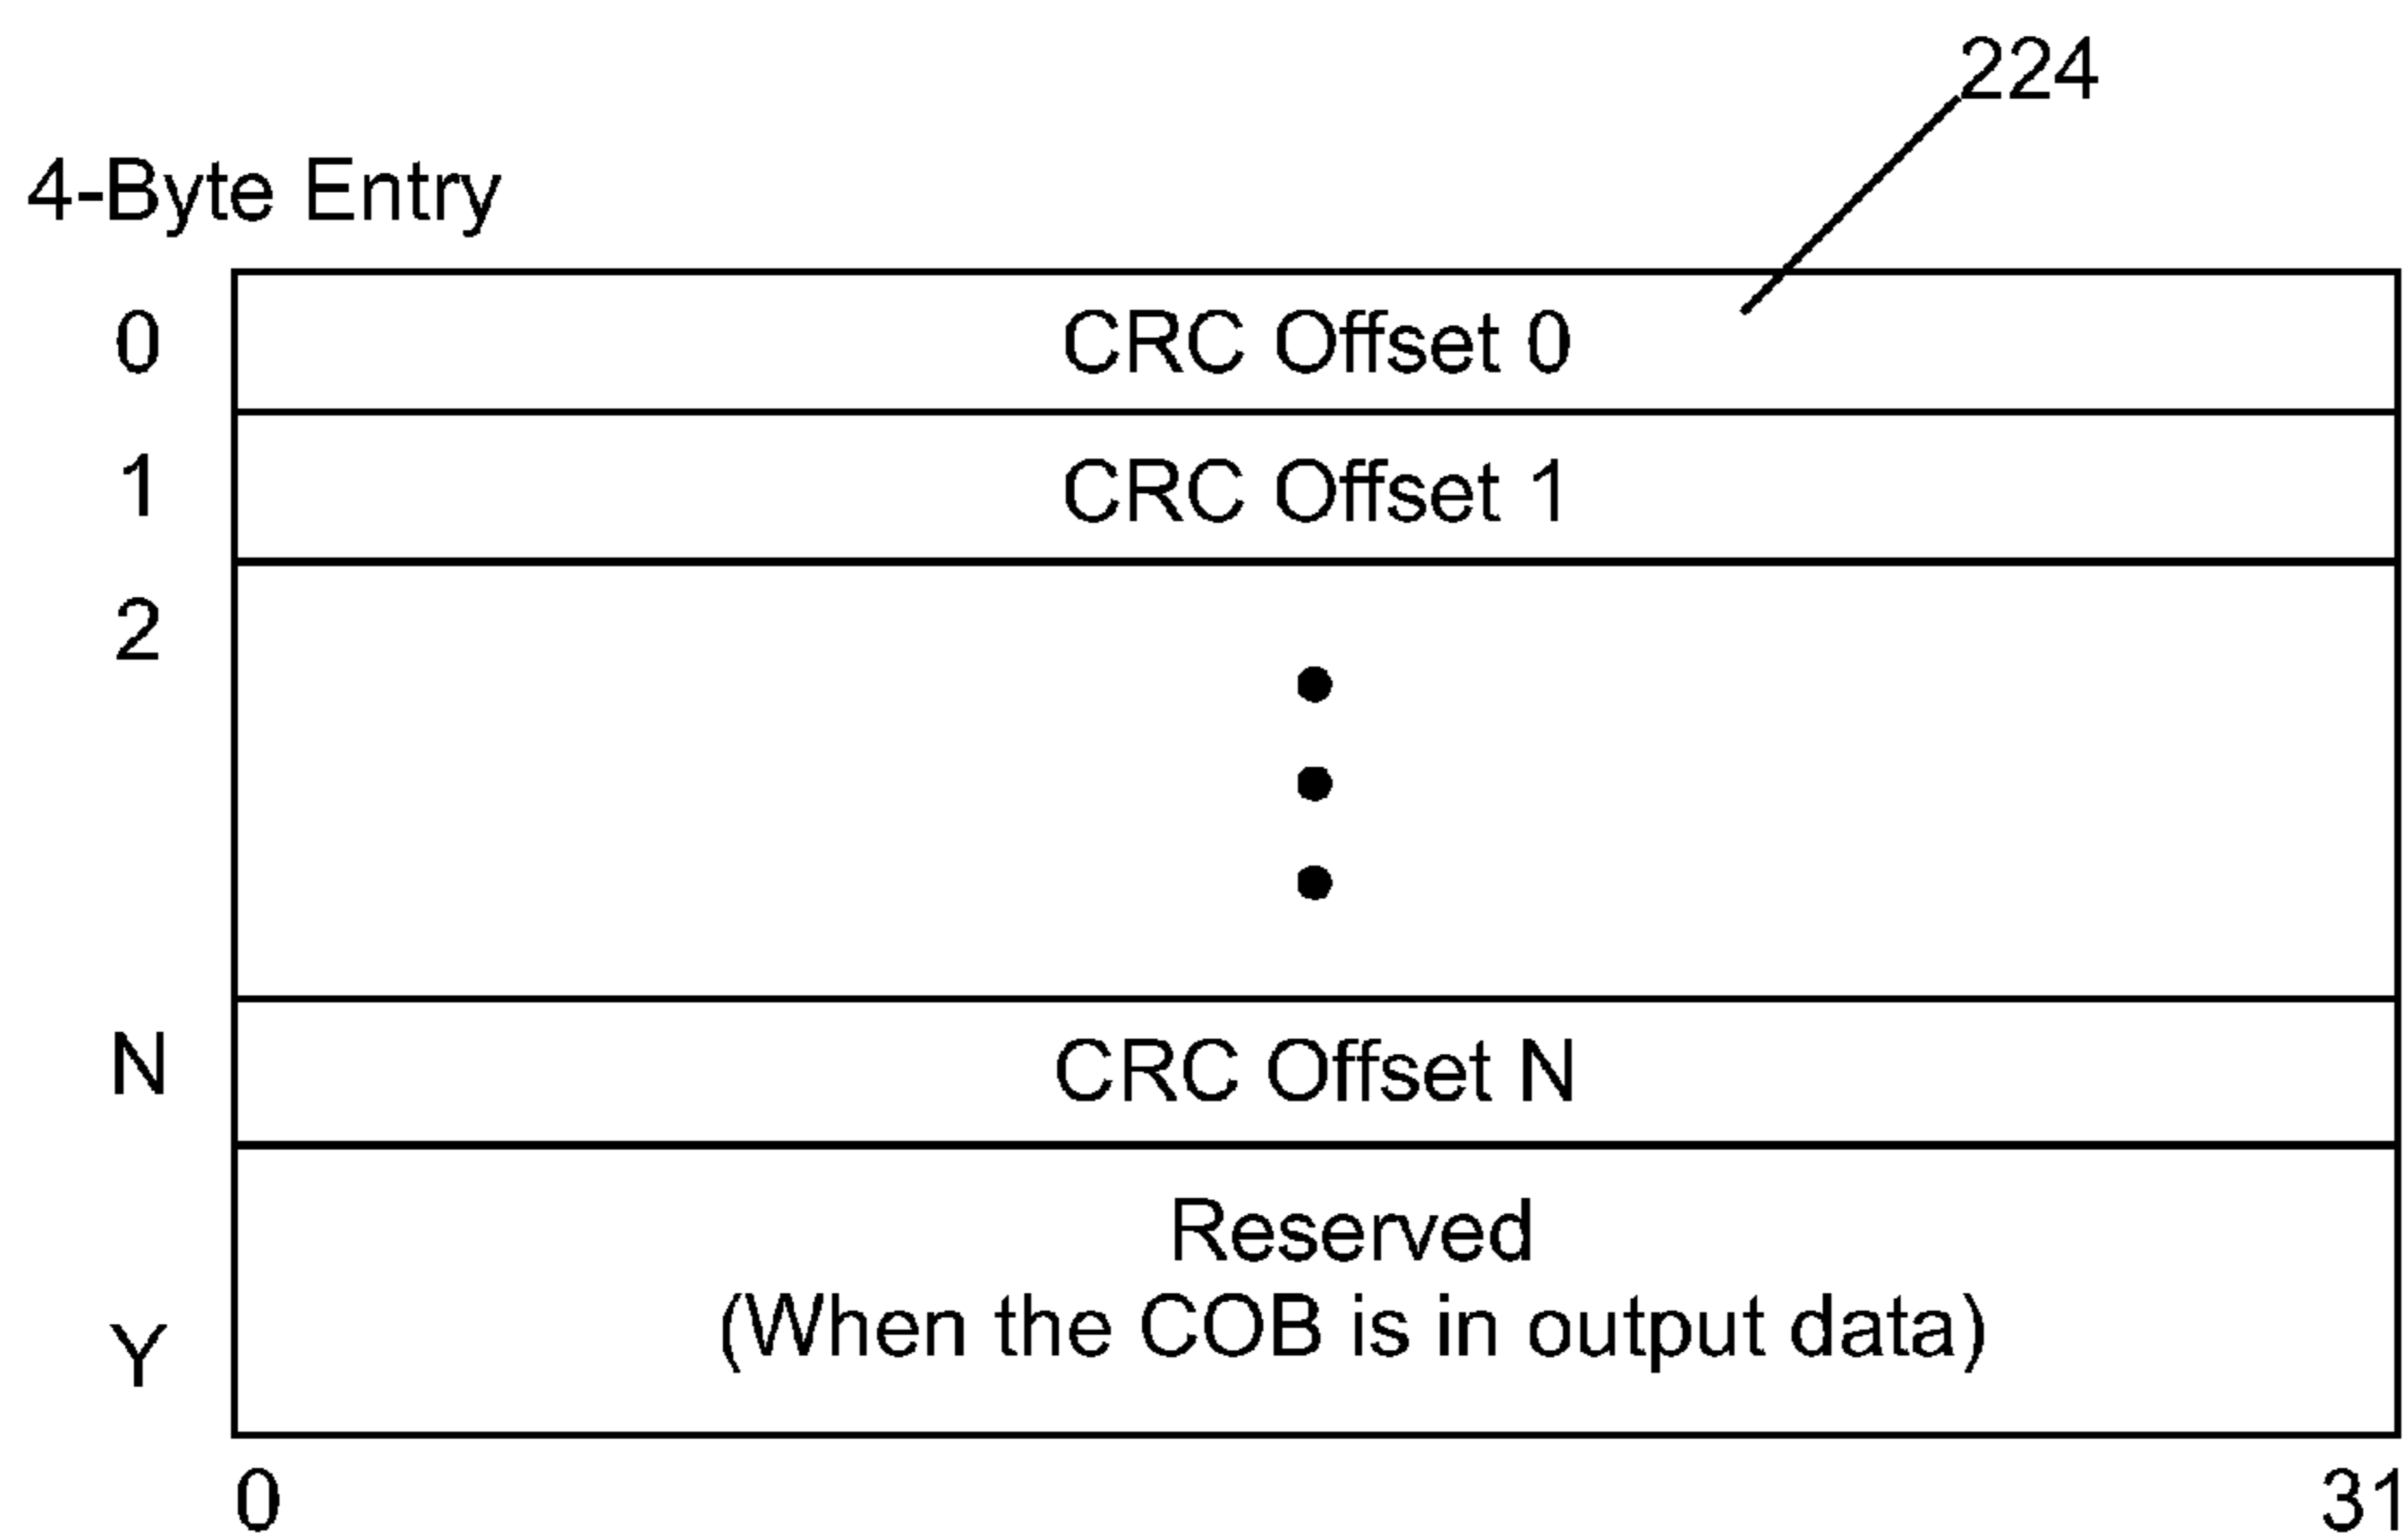 224
4-Byte Entry
0 CRC Offset 0
1 CRC Offset 1
2
N CRC Offset N
Reserved
Y (When the COB is in output data)
0 31